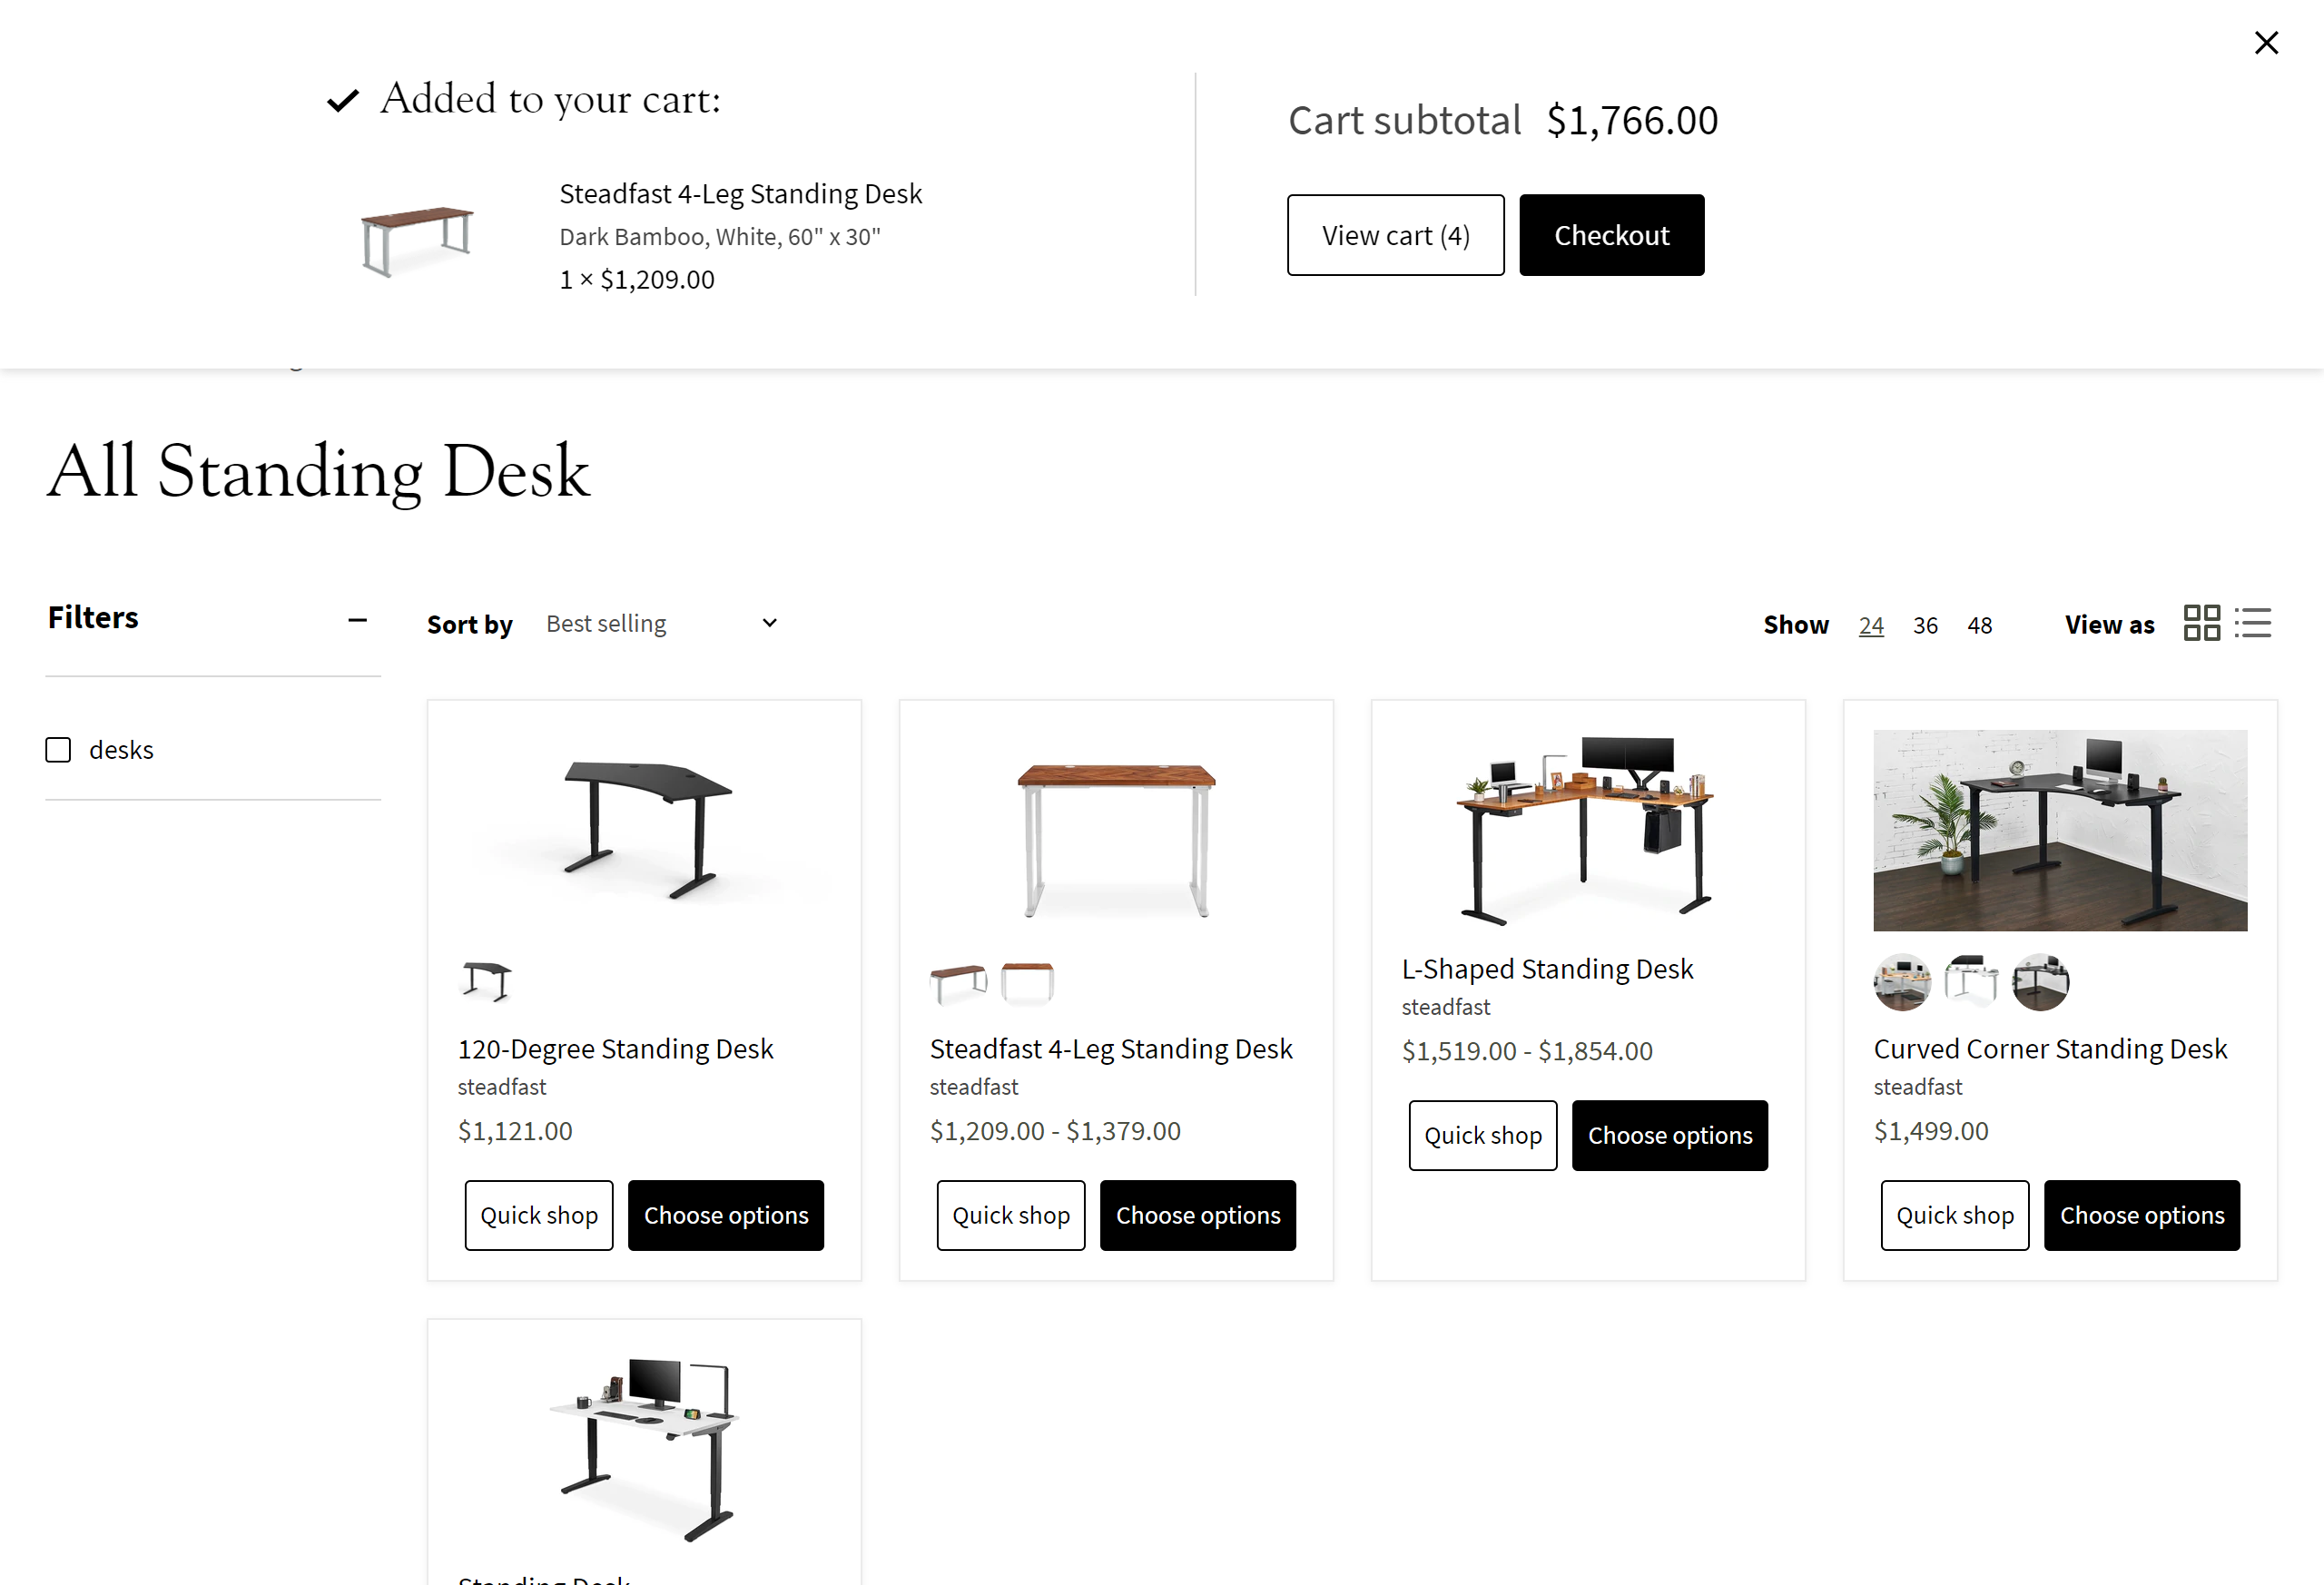 Added to your cart:
Steadfast 4-Leg Standing Desk
Dark Bamboo, White, 60" x 30"
1 × $1,209.00
Cart subtotal $1,766.00
View cart (4)
Checkout
All Standing Desk
Filters
desks
Sort by Best selling
Show 24 36 48
View as
120-Degree Standing Desk
steadfast
$1,121.00
Quick shop
Choose options
Steadfast 4-Leg Standing Desk
steadfast
$1,209.00 - $1,379.00
Quick shop
Choose options
L-Shaped Standing Desk
steadfast
$1,519.00 - $1,854.00
Quick shop
Choose options
Curved Corner Standing Desk
steadfast
$1,499.00
Quick shop
Choose options
Standing Desk